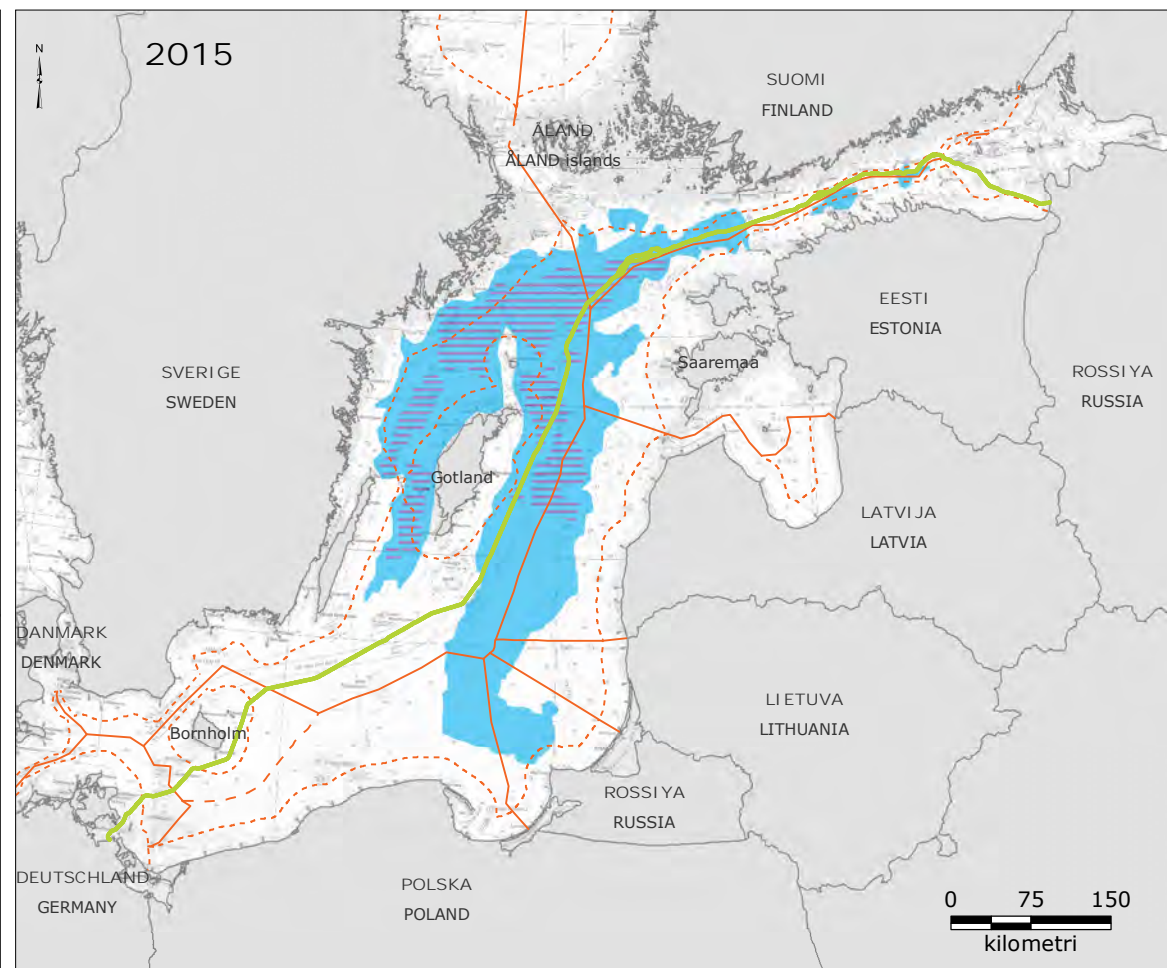 2015
N
SUOMI
FINLAND
ÅLAND
ÅLAND islands
EESTI
ESTONIA
Saaremaa
ROSSIYA
RUSSIA
SVERIGE
SWEDEN
Gotland
LATVIJA
LATVIA
DANMARK
DENMARK
LIETUVA
LITHUANIA
Bornholm
ROSSIYA
RUSSIA
DEUTSCHLAND
GERMANY
POLSKA
POLAND
0 75 150
kilometri